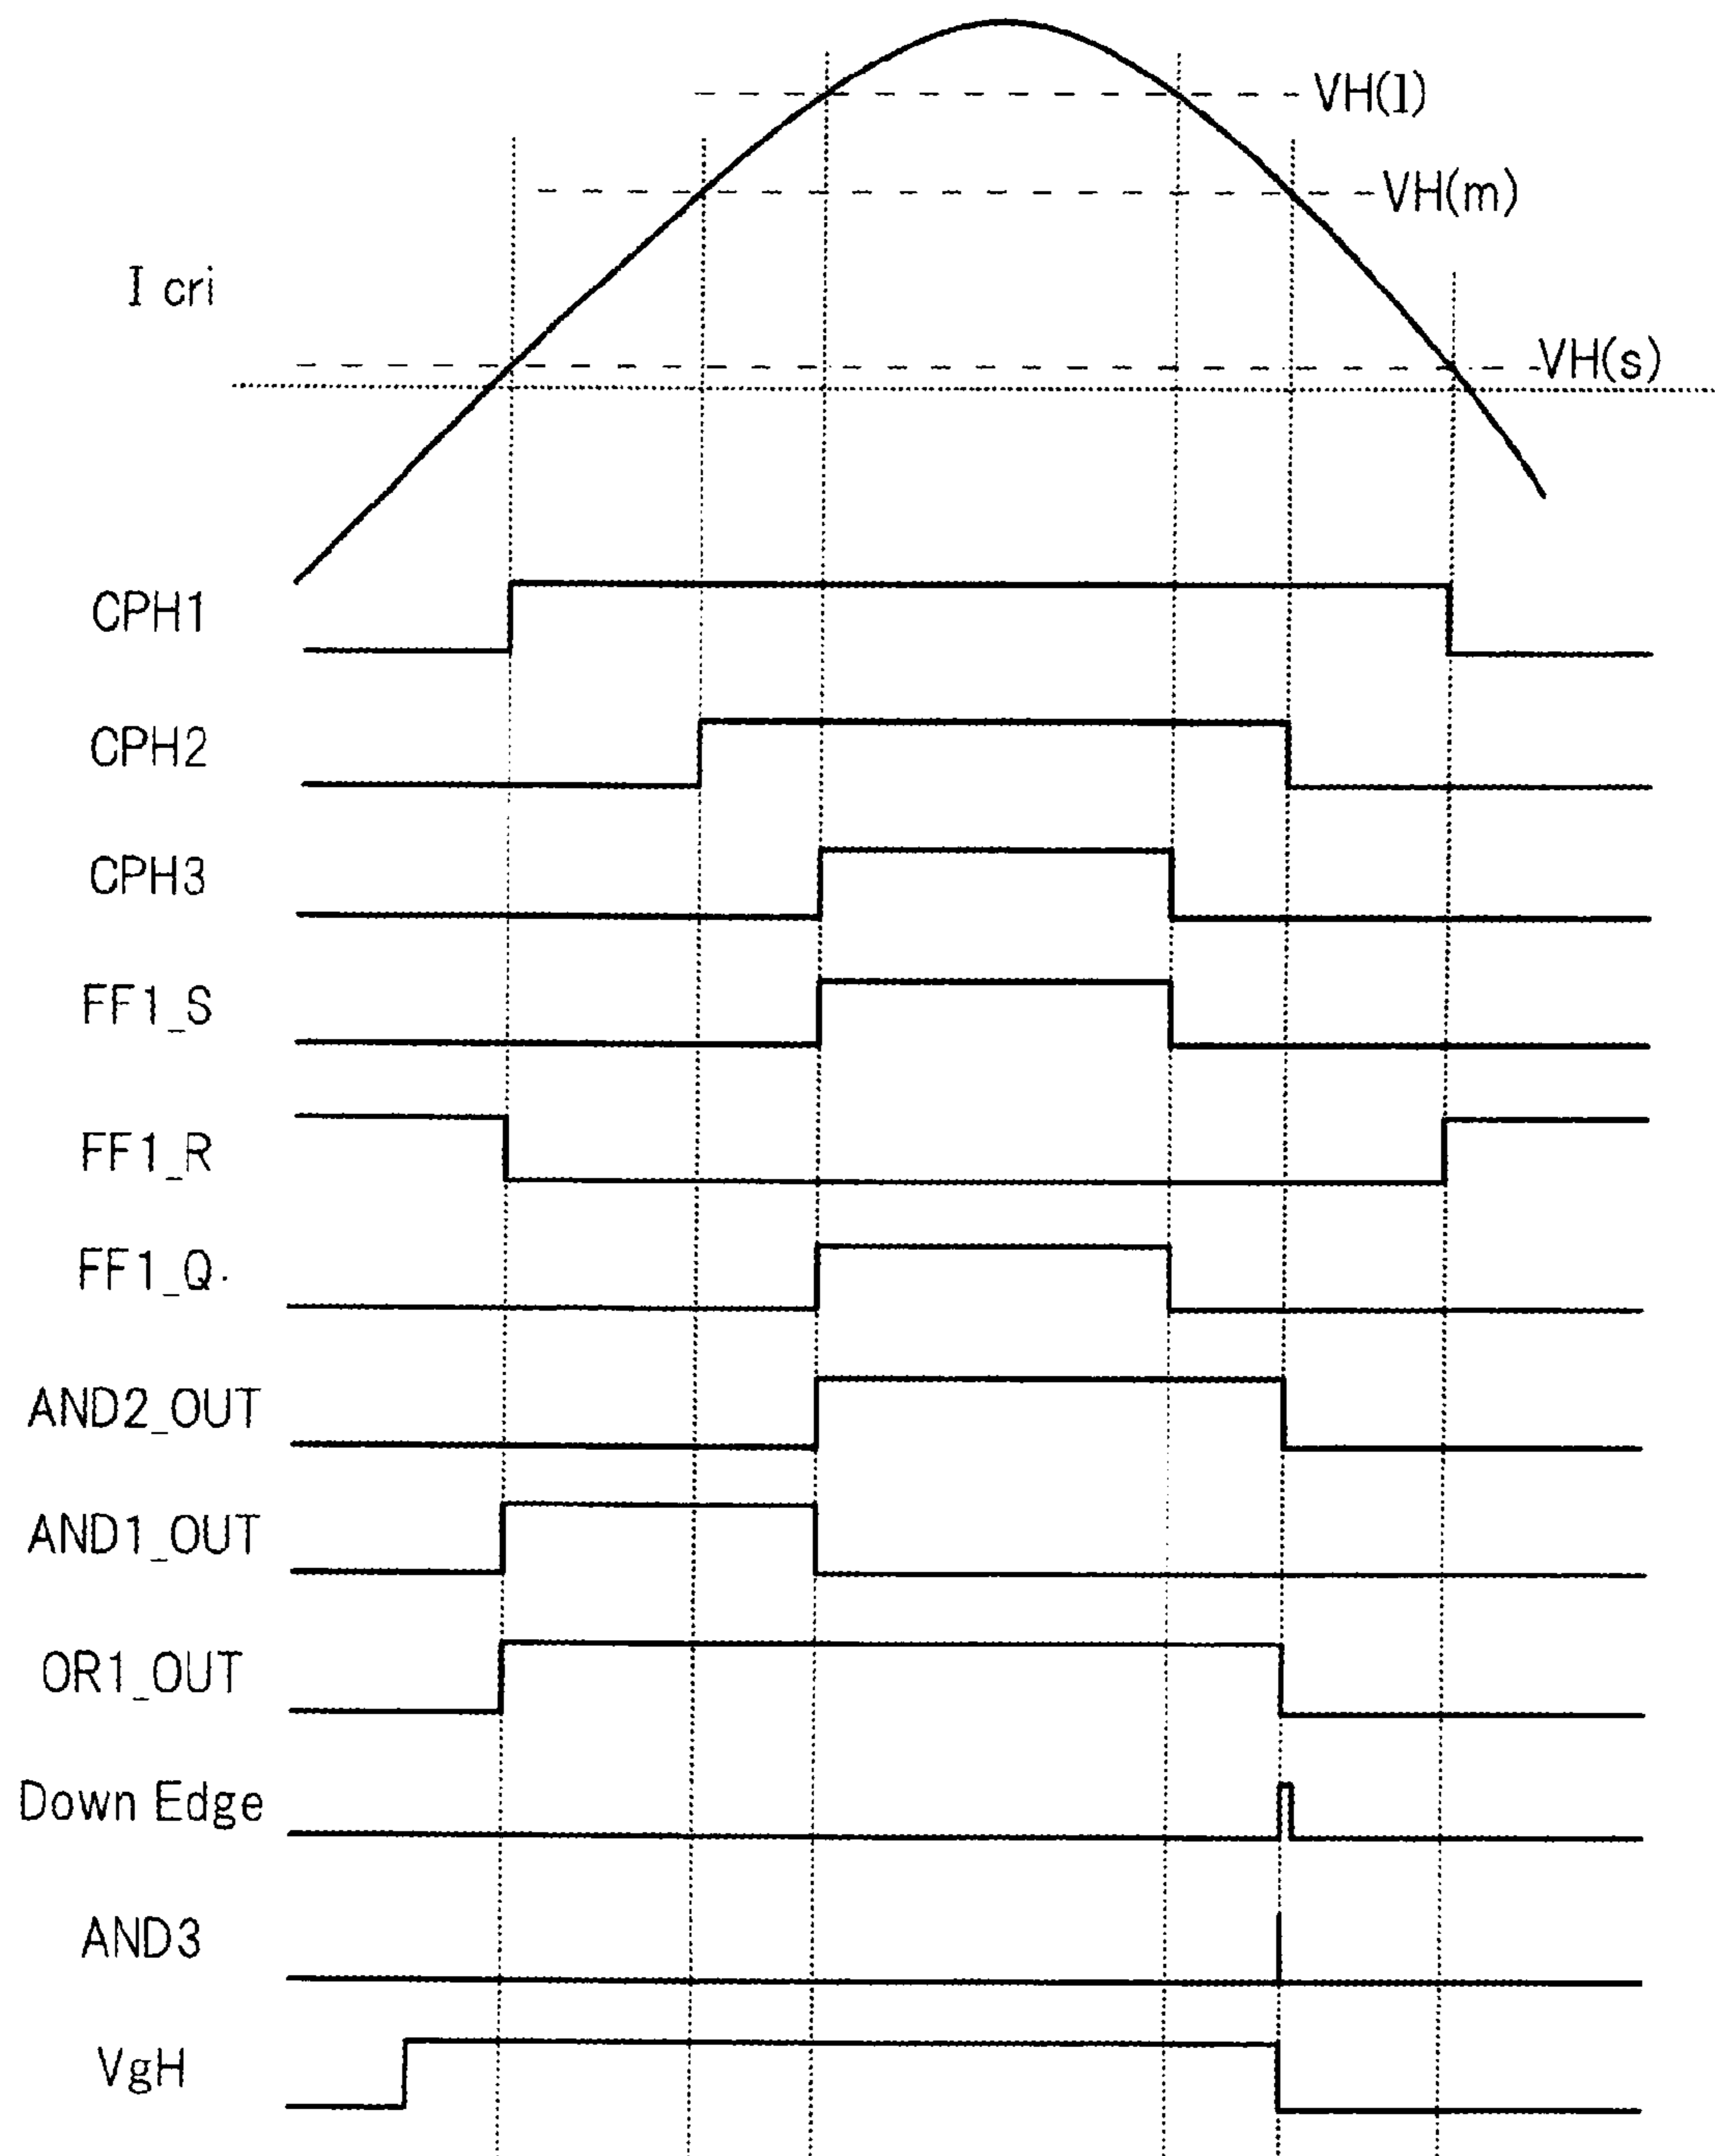 VH(l)
VH(m)
I cri
VH(s)
CPH1
CPH2
CPH3
FF1_S
FF1_R
FF1_Q
AND2_OUT
AND1_OUT
OR1_OUT
Down Edge
AND3
VgH